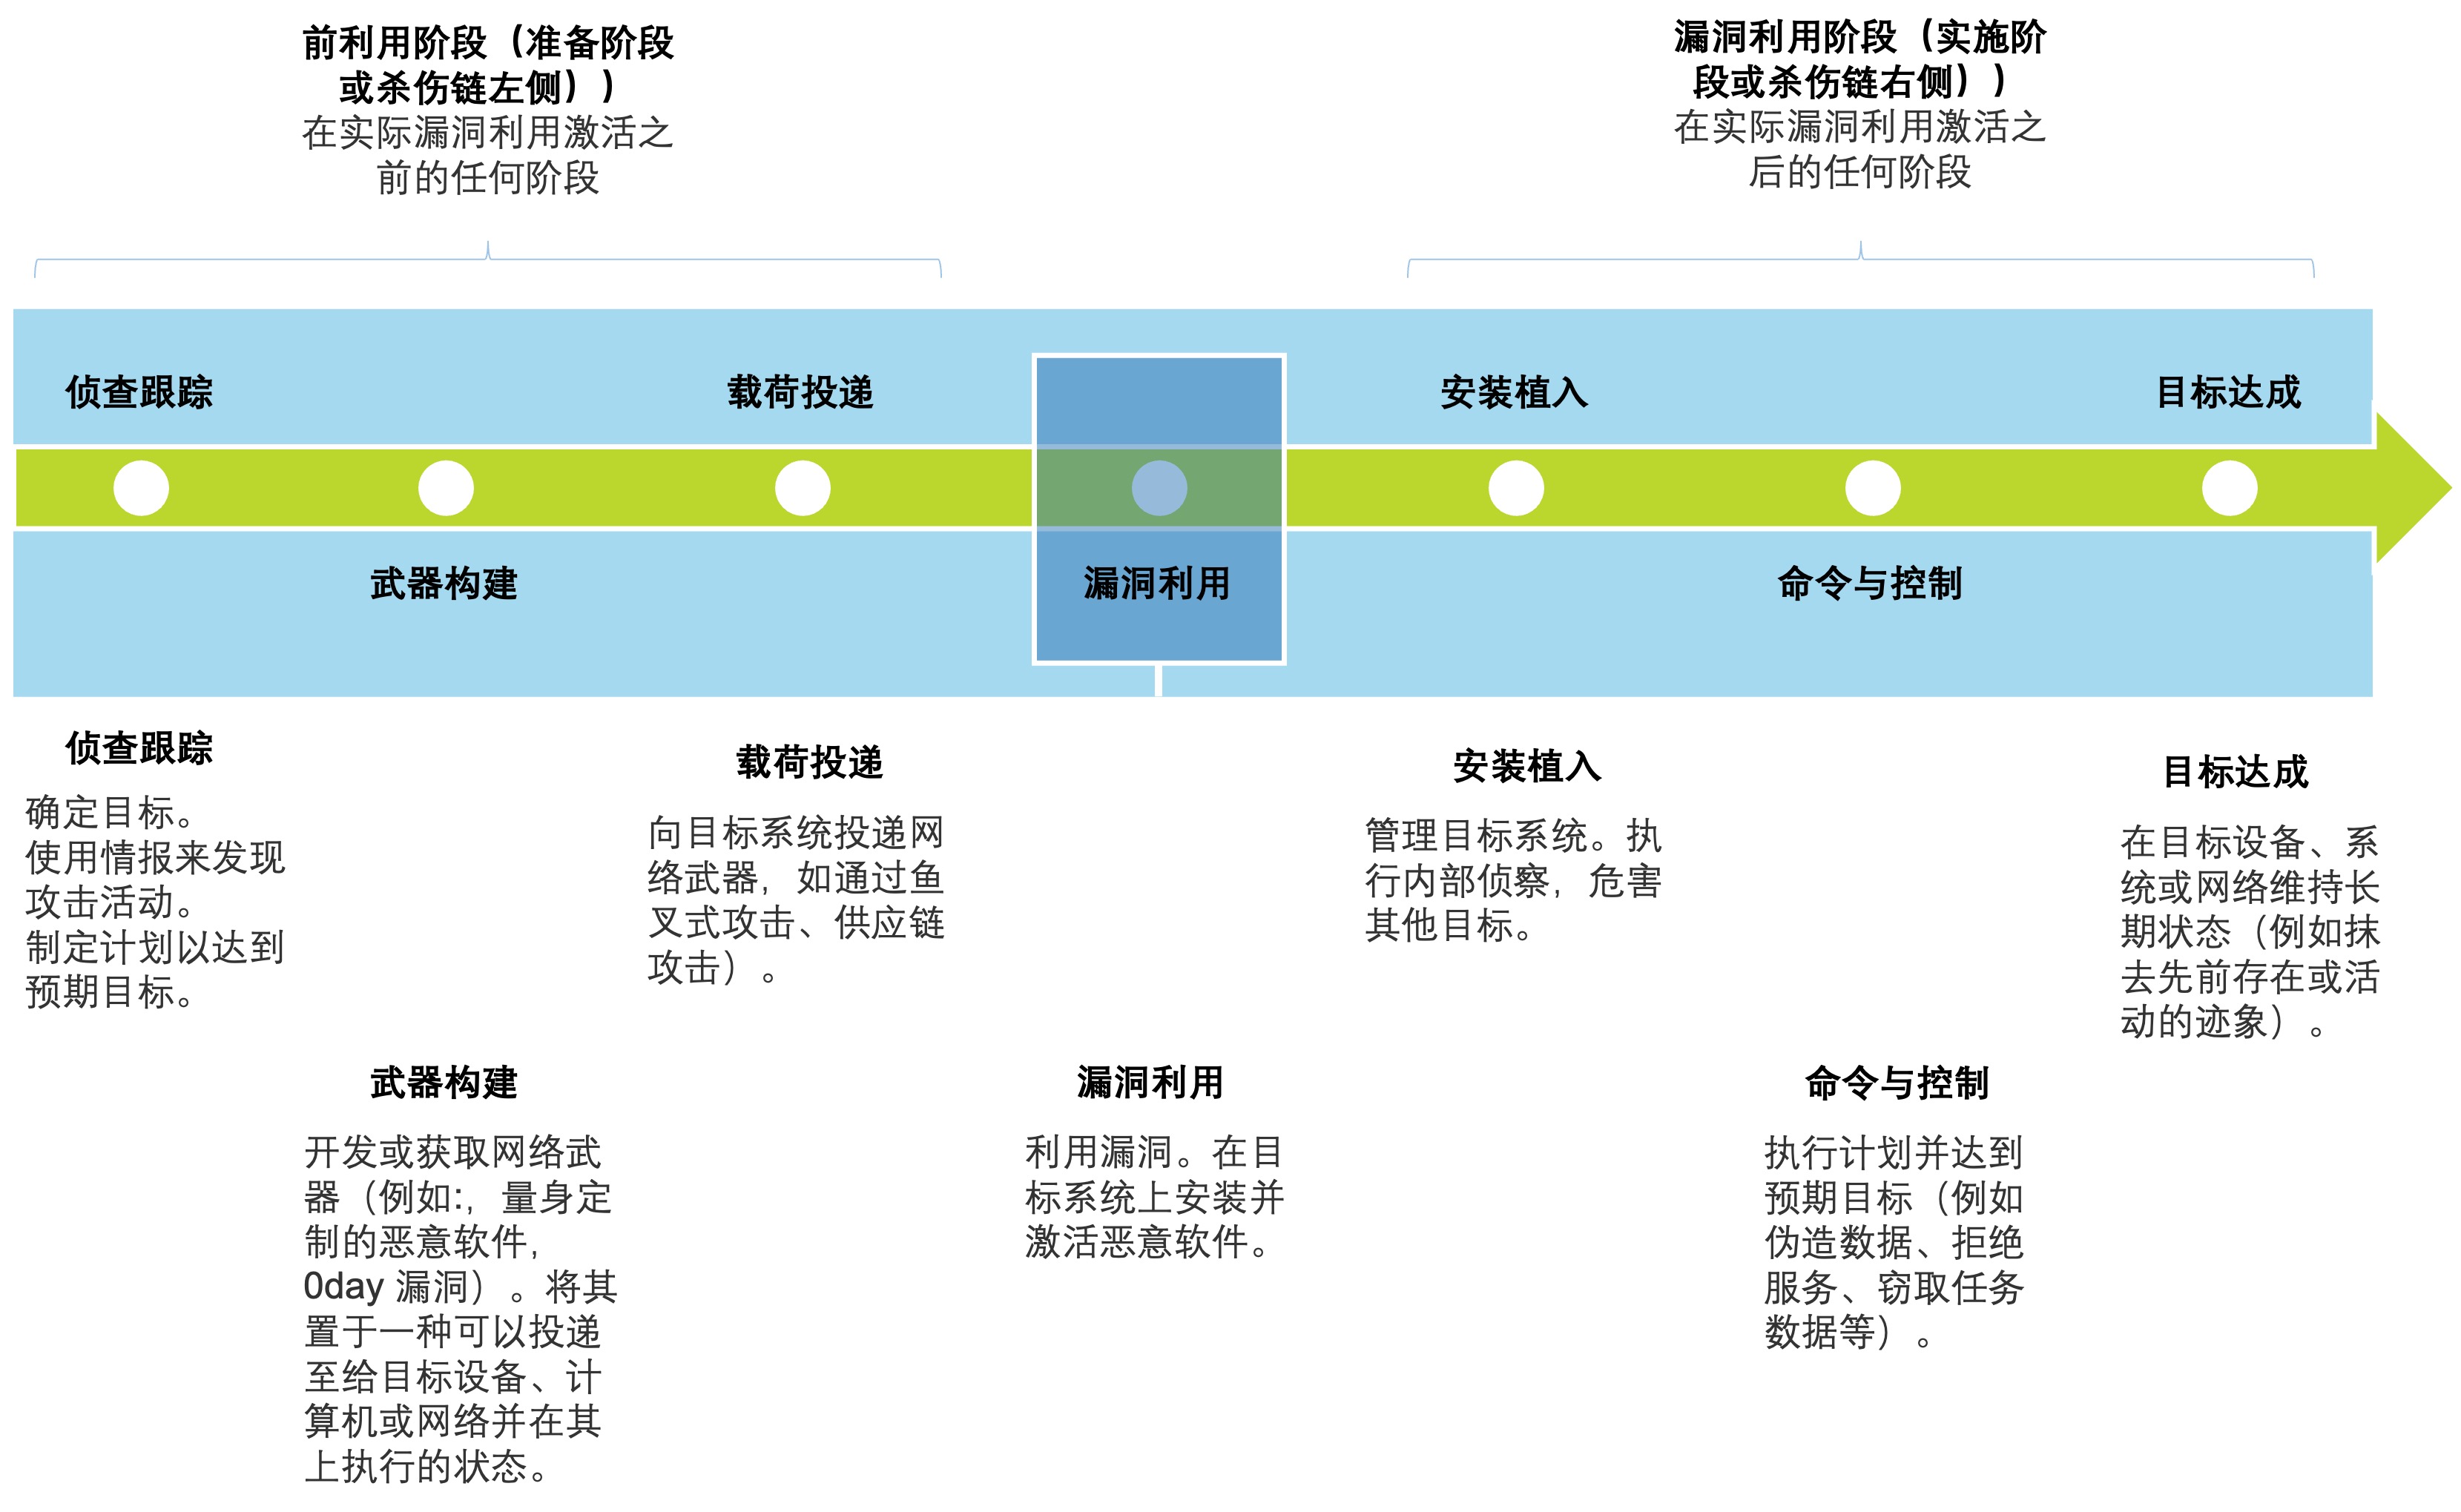 前利用阶段（准备阶段
或杀伤链左侧））
在实际漏洞利用激活之
前的任何阶段
漏洞利用阶段（实施阶
段或杀伤链右侧））
在实际漏洞利用激活之
后的任何阶段
侦查跟踪
载荷投递
安装植入
目标达成
武器构建
漏洞利用
命令与控制
侦查跟踪
确定目标。
使用情报来发现
攻击活动。
制定计划以达到
预期目标。
载荷投递
向目标系统投递网
络武器，如通过鱼
叉式攻击、供应链
攻击）。
安装植入
管理目标系统。执
行内部侦察，危害
其他目标。
目标达成
在目标设备、系
统或网络维持长
期状态（例如抹
去先前存在或活
动的迹象）。
武器构建
开发或获取网络武
器（例如:，量身定
制的恶意软件，
0day 漏洞）。将其
置于一种可以投递
至给目标设备、计
算机或网络并在其
上执行的状态。
漏洞利用
利用漏洞。在目
标系统上安装并
激活恶意软件。
命令与控制
执行计划并达到
预期目标（例如
伪造数据、拒绝
服务、窃取任务
数据等）。